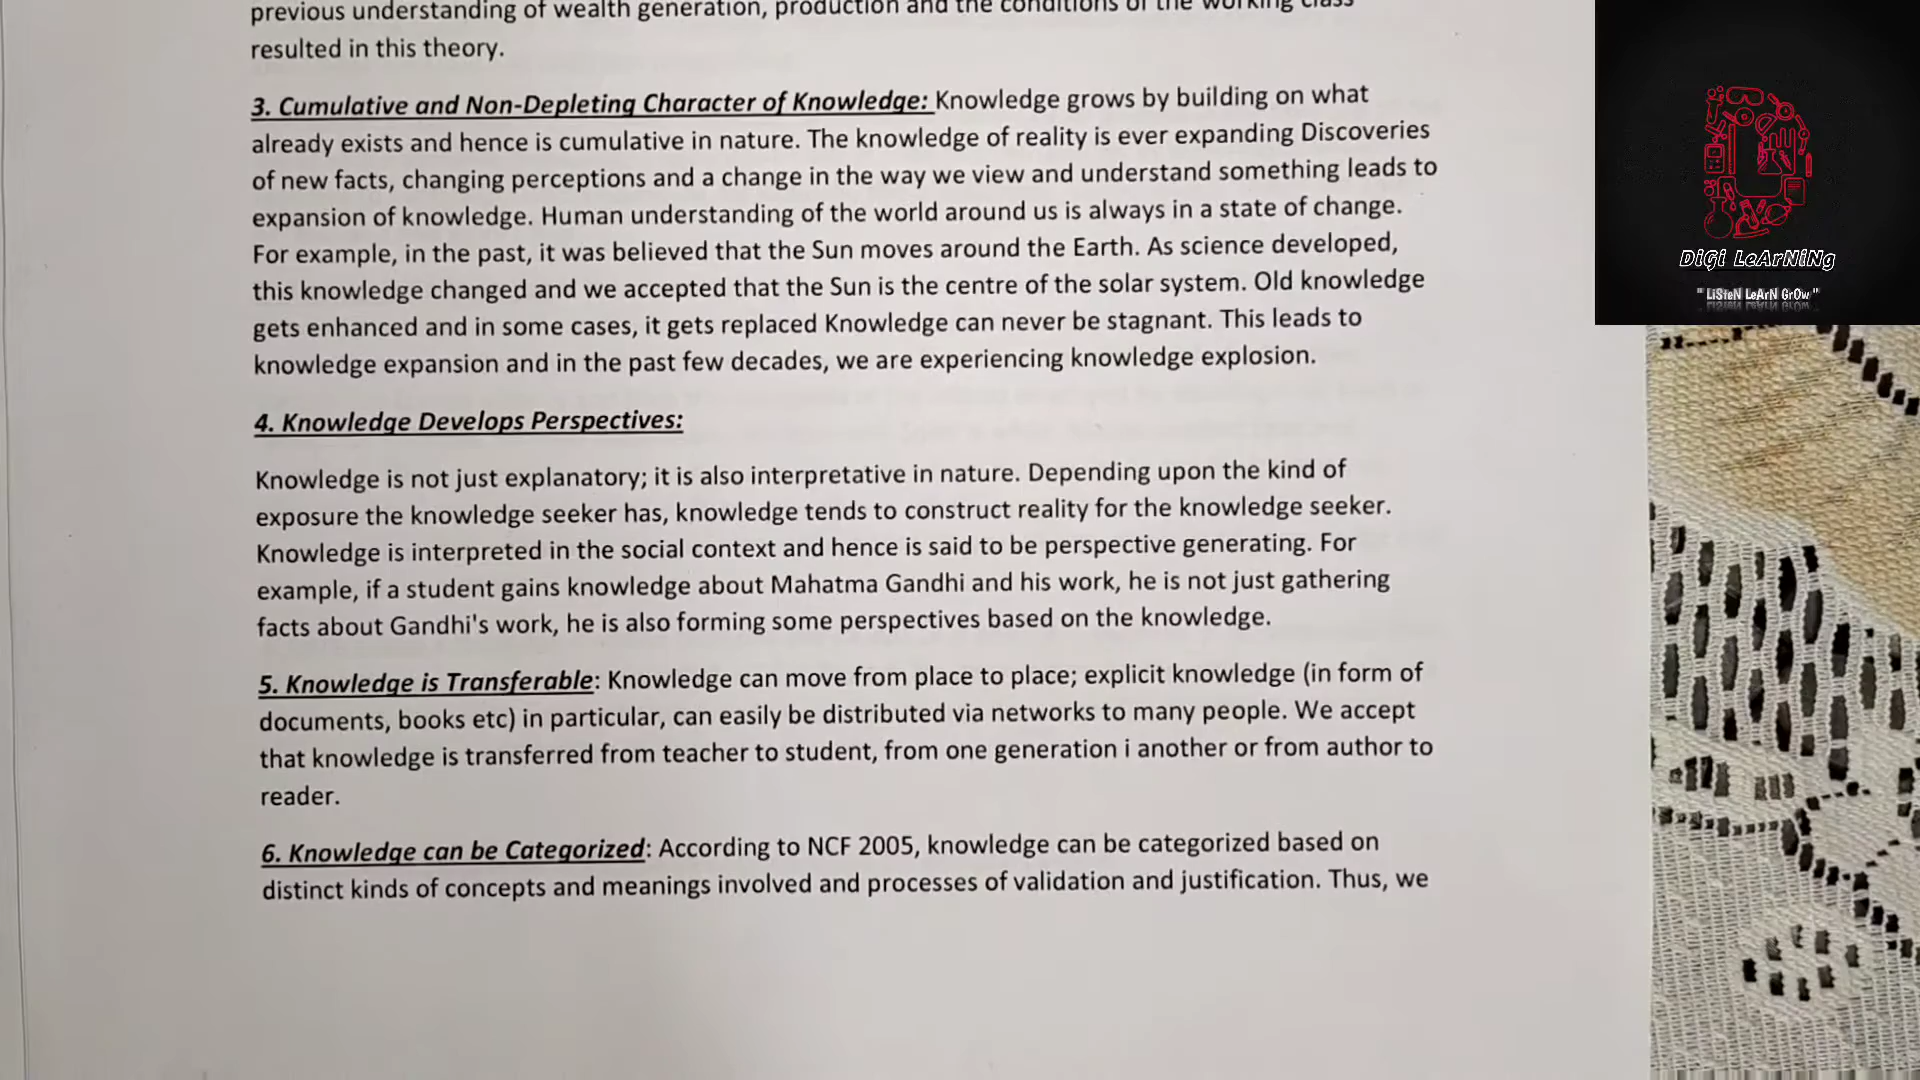 previous understanding of wealth generation, production and the conditions of the working class
resulted in this theory.
3. Cumulative and Non-Depleting Character of Knowledge: Knowledge grows by building on what
already exists and hence is cumulative in nature. The knowledge of reality is ever expanding Discoveries
of new facts, changing perceptions and a change in the way we view and understand something leads to
expansion of knowledge. Human understanding of the world around us is always in a state of change.
For example, in the past, it was believed that the Sun moves around the Earth. As science developed,
this knowledge changed and we accepted that the Sun is the centre of the solar system. Old knowledge
gets enhanced and in some cases, it gets replaced Knowledge can never be stagnant. This leads to
knowledge expansion and in the past few decades, we are experiencing knowledge explosion.
4. Knowledge Develops Perspectives:
Knowledge is not just explanatory; it is also interpretative in nature. Depending upon the kind of
exposure the knowledge seeker has, knowledge tends to construct reality for the knowledge seeker.
Knowledge is interpreted in the social context and hence is said to be perspective generating. For
example, if a student gains knowledge about Mahatma Gandhi and his work, he is not just gathering
facts about Gandhi's work, he is also forming some perspectives based on the knowledge.
5. Knowledge is Transferable: Knowledge can move from place to place; explicit knowledge (in form of
documents, books etc) in particular, can easily be distributed via networks to many people. We accept
that knowledge is transferred from teacher to student, from one generation i another or from author to
reader.
6. Knowledge can be Categorized: According to NCF 2005, knowledge can be categorized based on
distinct kinds of concepts and meanings involved and processes of validation and justification. Thus, we
DiGi LeArNiNg
" LiSteN LeArN GrOw "